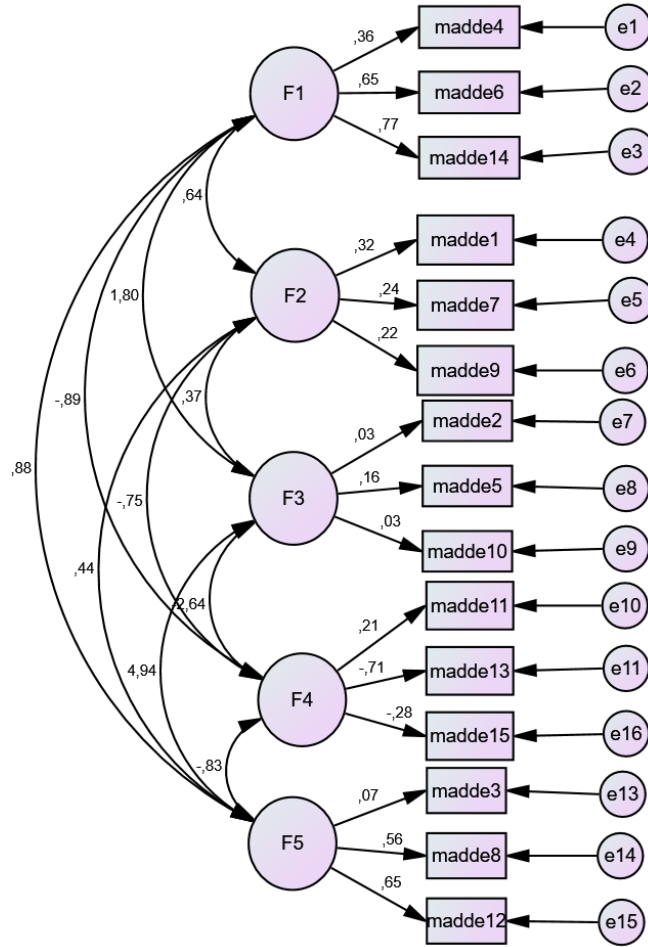 ,36
madde4
e1
F1
,65
madde6
e2
,77
madde14
e3
,64
,32
madde1
e4
F2
,24
madde7
e5
,22
madde9
e6
1,80
,37
,03
madde2
e7
-,89
F3
,16
madde5
e8
,88
-,75
,03
madde10
e9
,44
-2,64
,21
madde11
e10
4,94
F4
-,71
madde13
e11
-,28
madde15
e16
-,83
,07
madde3
e13
F5
,56
madde8
e14
,65
madde12
e15